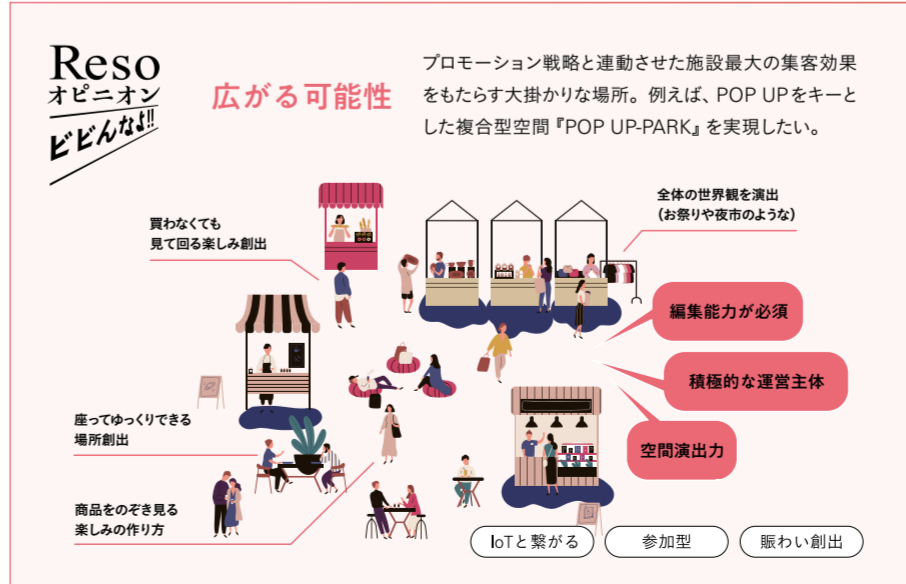 Reso
オピニオン
ビビんなよ!!
広がる可能性
プロモーション戦略と連動させた施設最大の集客効果
をもたらす大掛かりな場所。例えば、POP UPをキーと
した複合型空間『POP UP-PARK』を実現したい。
買わなくても
見て回る楽しみ創出
全体の世界観を演出
(お祭りや夜市のような)
編集能力が必須
積極的な運営主体
空間演出力
座ってゆっくりできる
場所創出
商品をのぞき見る
楽しみの作り方
IoTと繋がる
参加型
賑わい創出